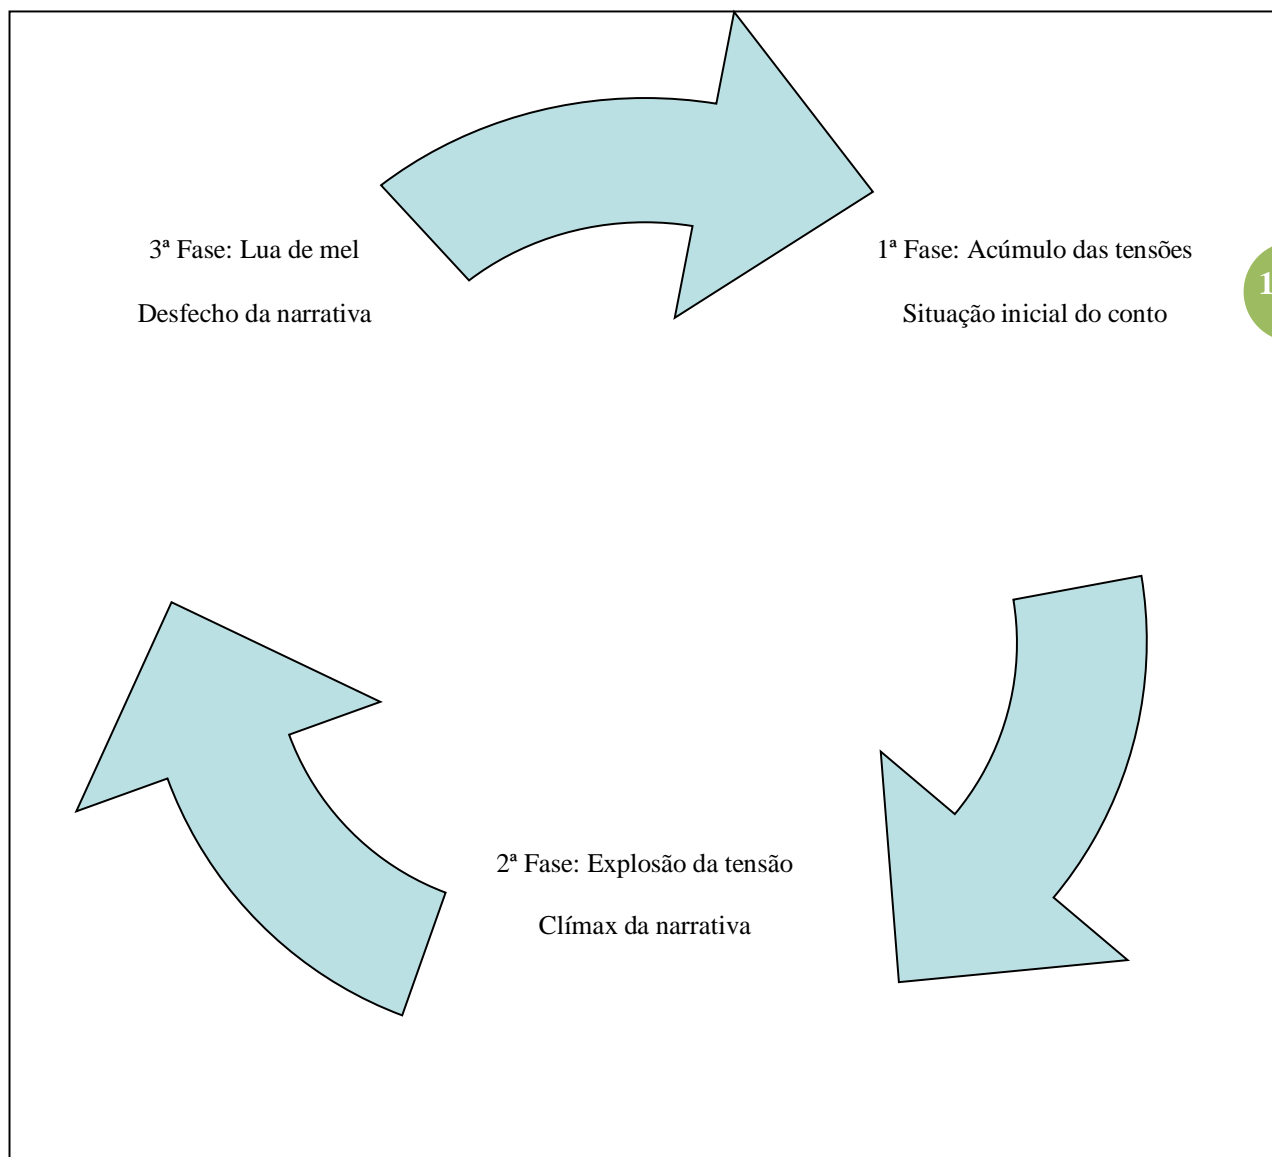 3ª Fase: Lua de mel
Desfecho da narrativa
1ª Fase: Acúmulo das tensões
Situação inicial do conto
1
2ª Fase: Explosão da tensão
Clímax da narrativa